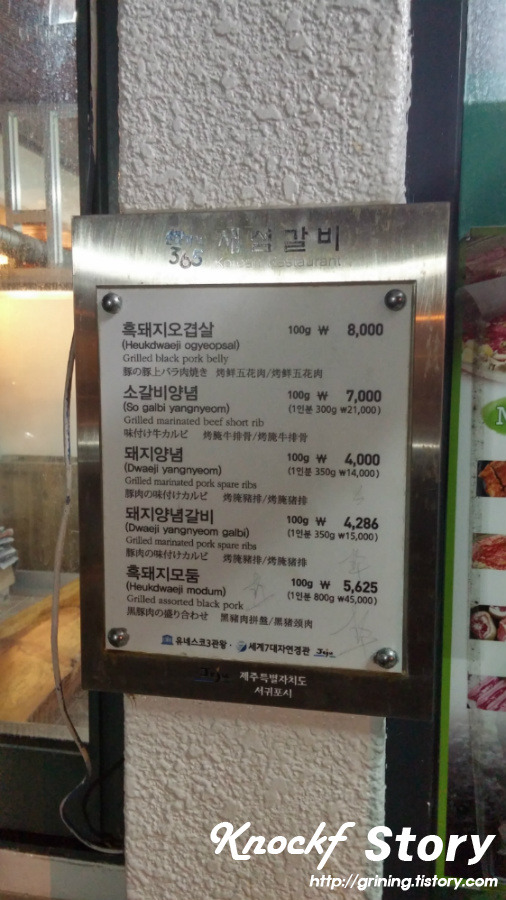 365
갈비
Restaurant
흑돼지오겹살 100g ₩ 8,000
(Heukdwaeji ogyeopsal)
Grilled black pork belly
豚の豚上バラ肉焼き 烤鲜五花肉/烤鲜五花肉
소갈비양념 100g ₩ 7,000
(So galbi yangnyeom) (1인분 300g ₩21,000)
Grilled marinated beef short rib
味付け牛カルビ 烤腌牛排骨/烤腌牛排骨
돼지양념 100g ₩ 4,000
(Dwaeji yangnyeom) (1인분 350g ₩14,000)
Grilled marinated pork spare ribs
豚肉の味付けカルビ 烤腌豬排/烤腌猪排
돼지양념갈비 100g ₩ 4,286
(Dwaeji yangnyeom galbi) (1인분 350g ₩15,000)
Grilled marinated pork spare ribs
豚肉の味付けカルビ 烤腌豬排/烤腌猪排
흑돼지모둠 100g ₩ 5,625
(Heukdwaeji modum) (1인분 800g ₩45,000)
Grilled assorted black pork
黒豚肉の盛り合わせ 黑豬肉拼盤/黑猪颈肉
유네스코3관왕 · 세계7대자연경관 Jeju
Jeju 제주특별자치도
서귀포시
Knockf Story
http://grining.tistory.com